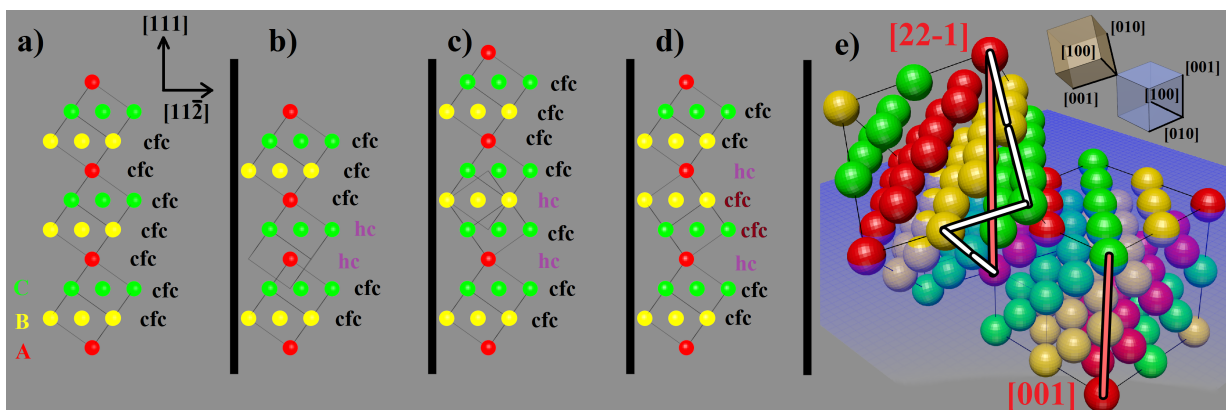 a)
[111]
[112̄]
cfc
cfc
cfc
cfc
cfc
cfc
C
B
A
b)
cfc
cfc
cfc
hc
hc
cfc
cfc
c)
cfc
cfc
cfc
hc
hc
cfc
hc
cfc
cfc
d)
cfc
cfc
hc
cfc
cfc
hc
cfc
cfc
e)
[22-1]
[010]
[100]
[001]
[001]
[100]
[010]
[001]